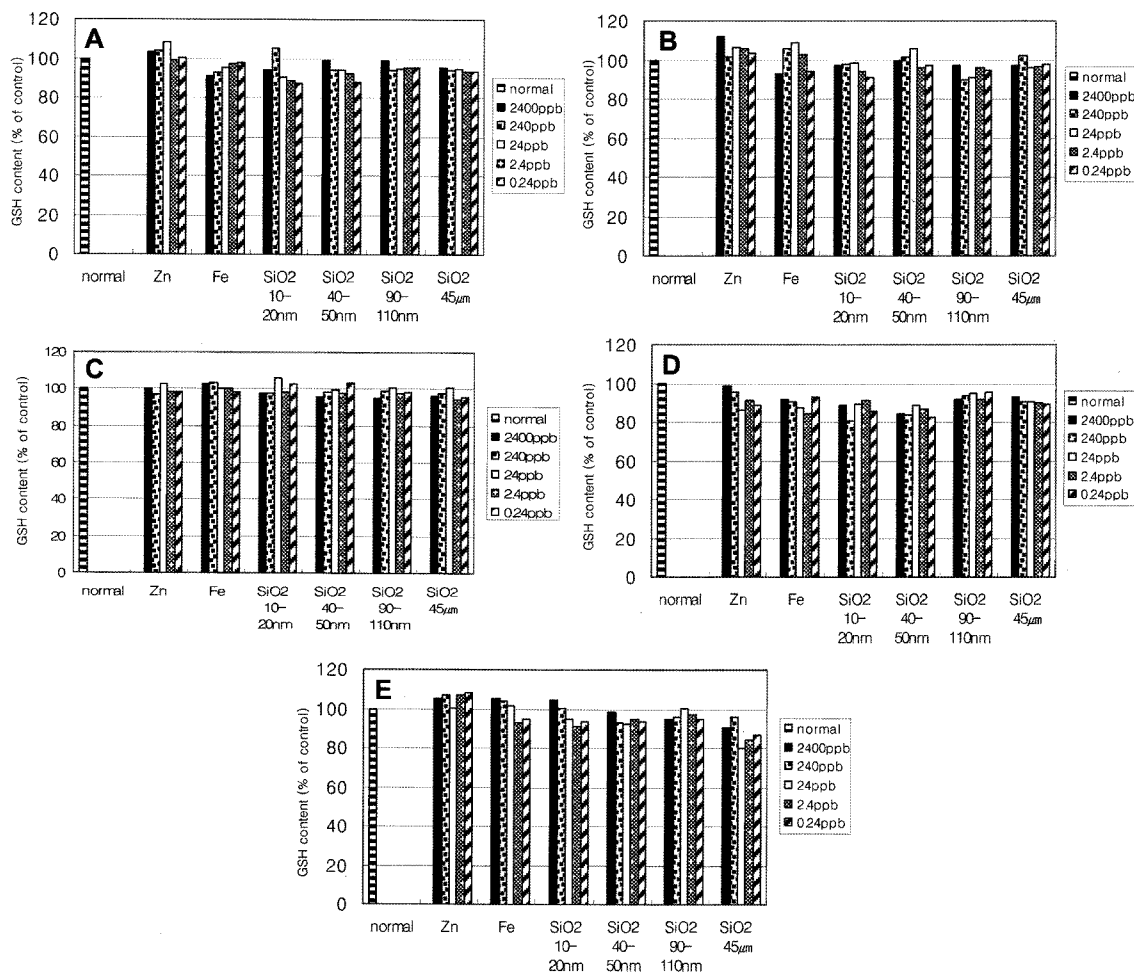 A
GSH content (% of control)
120
100
80
60
40
20
0
normal
Zn
Fe
SiO2
10-
20nm
SiO2
40-
50nm
SiO2
90-
110nm
SiO2
45㎛
normal
2400ppb
240ppb
24ppb
2.4ppb
0.24ppb
B
GSH content (% of control)
120
100
80
60
40
20
0
normal
Zn
Fe
SiO2
10-
20nm
SiO2
40-
50nm
SiO2
90-
110nm
SiO2
45㎛
normal
2400ppb
240ppb
24ppb
2.4ppb
0.24ppb
C
GSH content (% of control)
120
100
80
60
40
20
0
normal
Zn
Fe
SiO2
10-
20nm
SiO2
40-
50nm
SiO2
90-
110nm
SiO2
45㎛
normal
2400ppb
240ppb
24ppb
2.4ppb
0.24ppb
D
GSH content (% of control)
120
100
80
60
40
20
0
normal
Zn
Fe
SiO2
10-
20nm
SiO2
40-
50nm
SiO2
90-
110nm
SiO2
45㎛
normal
2400ppb
240ppb
24ppb
2.4ppb
0.24ppb
E
GSH content (% of control)
120
100
80
60
40
20
0
normal
Zn
Fe
SiO2
10-
20nm
SiO2
40-
50nm
SiO2
90-
110nm
SiO2
45㎛
normal
2400ppb
240ppb
24ppb
2.4ppb
0.24ppb